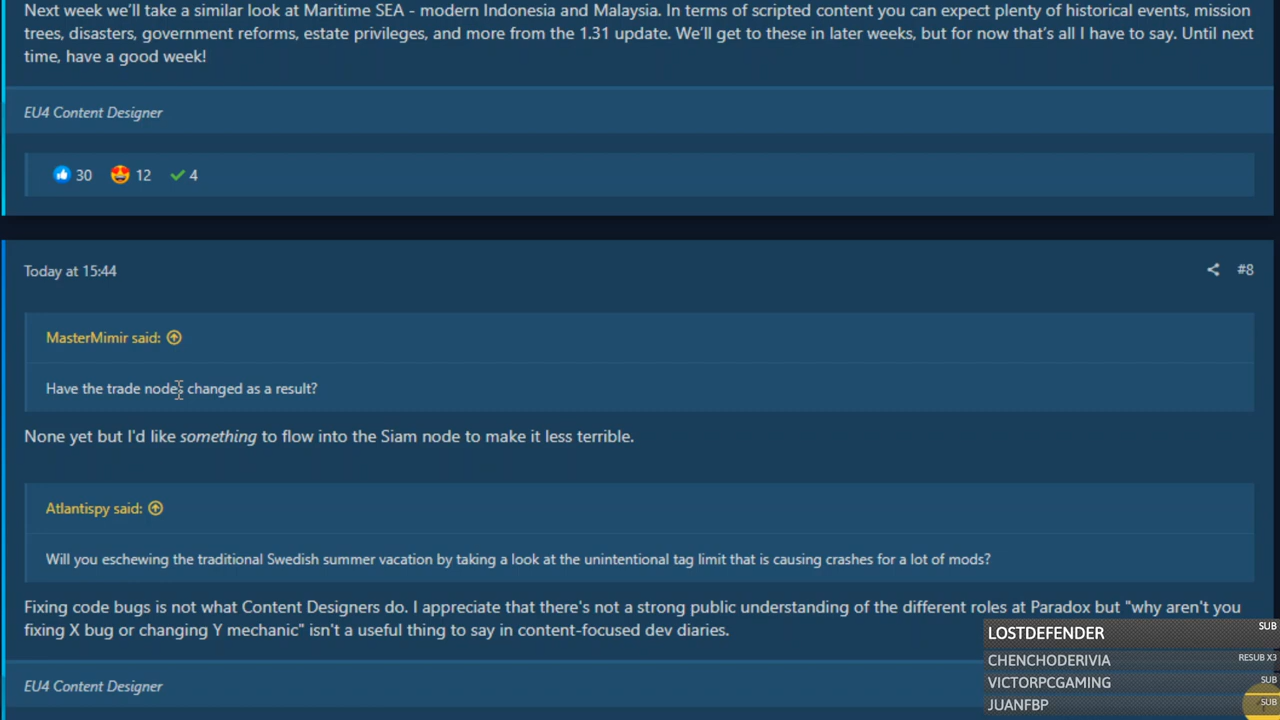 Next week we'll take a similar look at Maritime SEA - modern Indonesia and Malaysia. In terms of scripted content you can expect plenty of historical events, mission
trees, disasters, government reforms, estate privileges, and more from the 1.31 update. We'll get to these in later weeks, but for now that's all I have to say. Until next
time, have a good week!
EU4 Content Designer
30 12 4
Today at 15:44 #8
MasterMimir said:
Have the trade nodes changed as a result?
None yet but I'd like something to flow into the Siam node to make it less terrible.
Atlantispy said:
Will you eschewing the traditional Swedish summer vacation by taking a look at the unintentional tag limit that is causing crashes for a lot of mods?
Fixing code bugs is not what Content Designers do. I appreciate that there's not a strong public understanding of the different roles at Paradox but "why aren't you
fixing X bug or changing Y mechanic" isn't a useful thing to say in content-focused dev diaries.
EU4 Content Designer
LOSTDEFENDER SUB
CHENCHODERIVIA RESUB X3
VICTORPCGAMING SUB
JUANFBP SUB